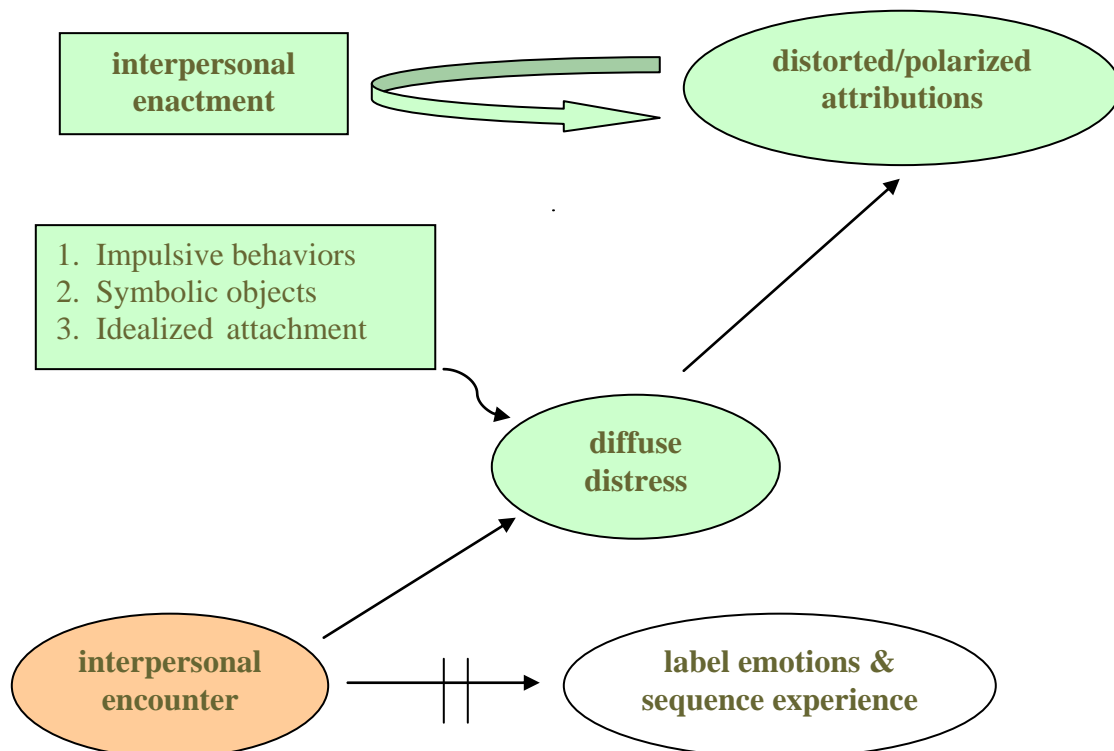 interpersonal
enactment
distorted/polarized
attributions
1. Impulsive behaviors
2. Symbolic objects
3. Idealized attachment
diffuse
distress
interpersonal
encounter
label emotions &
sequence experience